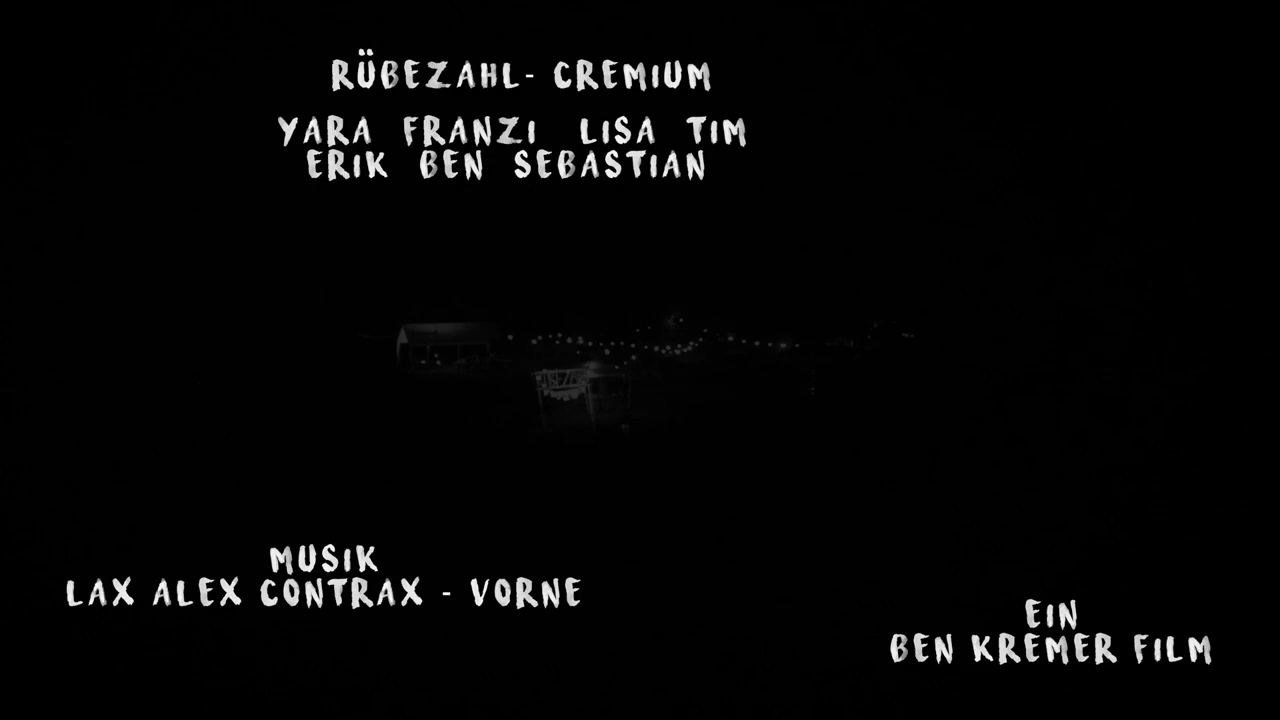 RÜBEZAHL- CREMIUM
YARA FRANZI LISA TIM
ERIK BEN SEBASTIAN
MUSIK
LAX ALEX CONTRAX - VORNE
EIN
BEN KREMER FILM